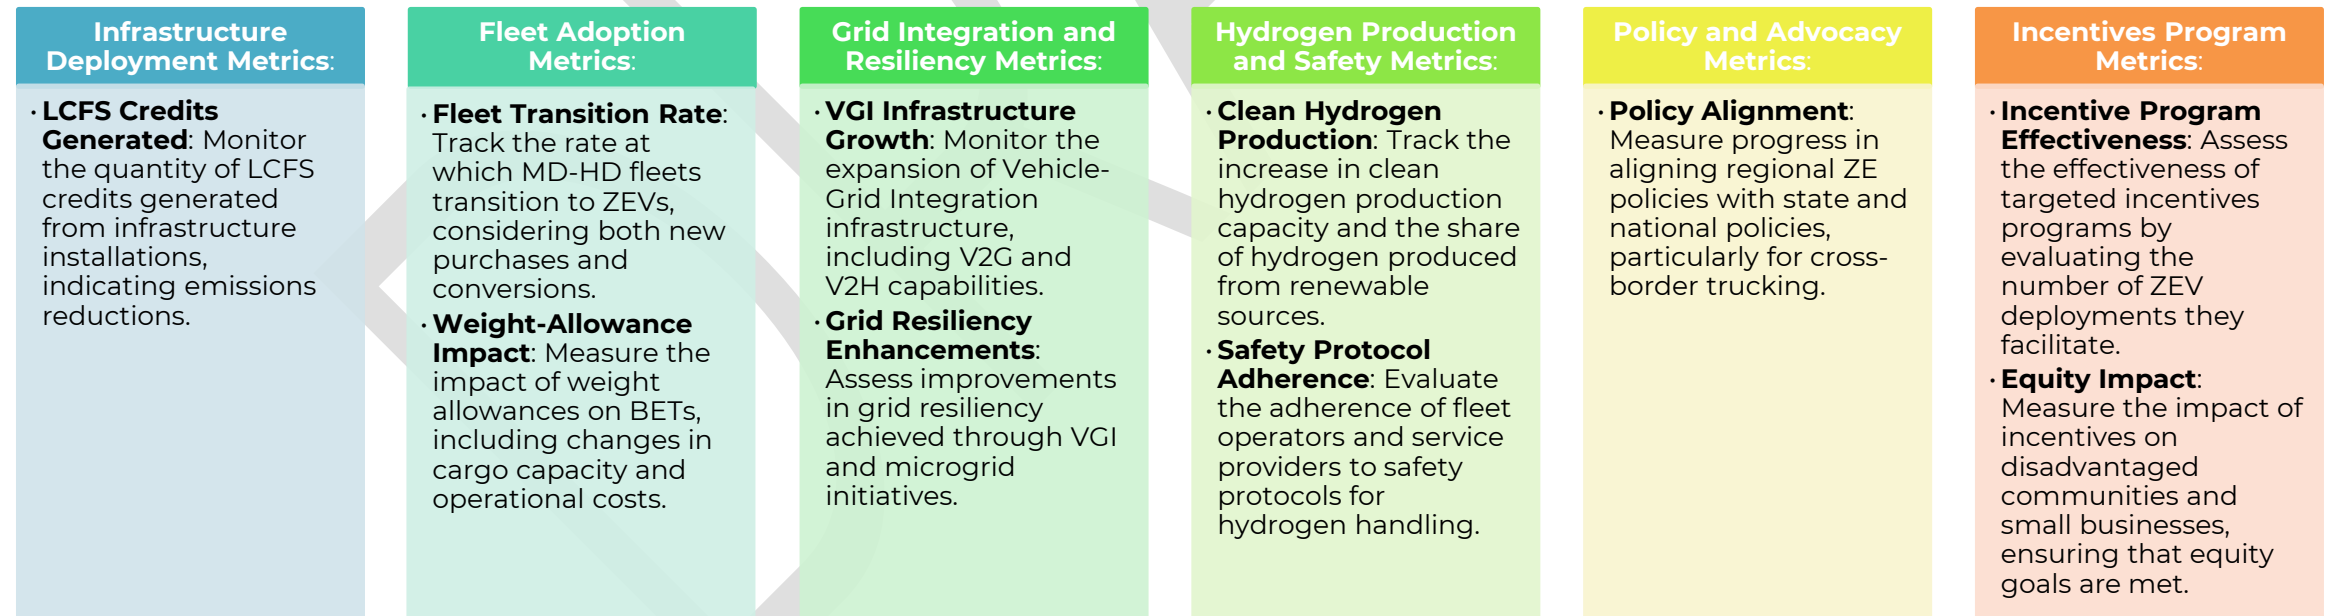 Infrastructure
Deployment Metrics:
· LCFS Credits
Generated: Monitor
the quantity of LCFS
credits generated
from infrastructure
installations,
indicating emissions
reductions.
Fleet Adoption
Metrics:
· Fleet Transition Rate:
Track the rate at
which MD-HD fleets
transition to ZEVs,
considering both new
purchases and
conversions.
· Weight-Allowance
Impact: Measure the
impact of weight
allowances on BETs,
including changes in
cargo capacity and
operational costs.
Grid Integration and
Resiliency Metrics:
· VGI Infrastructure
Growth: Monitor the
expansion of Vehicle-
Grid Integration
infrastructure,
including V2G and
V2H capabilities.
· Grid Resiliency
Enhancements:
Assess improvements
in grid resiliency
achieved through VGI
and microgrid
initiatives.
Hydrogen Production
and Safety Metrics:
· Clean Hydrogen
Production: Track the
increase in clean
hydrogen production
capacity and the share
of hydrogen produced
from renewable
sources.
· Safety Protocol
Adherence: Evaluate
the adherence of fleet
operators and service
providers to safety
protocols for
hydrogen handling.
Policy and Advocacy
Metrics:
· Policy Alignment:
Measure progress in
aligning regional ZE
policies with state and
national policies,
particularly for cross-
border trucking.
Incentives Program
Metrics:
· Incentive Program
Effectiveness: Assess
the effectiveness of
targeted incentives
programs by
evaluating the
number of ZEV
deployments they
facilitate.
· Equity Impact:
Measure the impact of
incentives on
disadvantaged
communities and
small businesses,
ensuring that equity
goals are met.